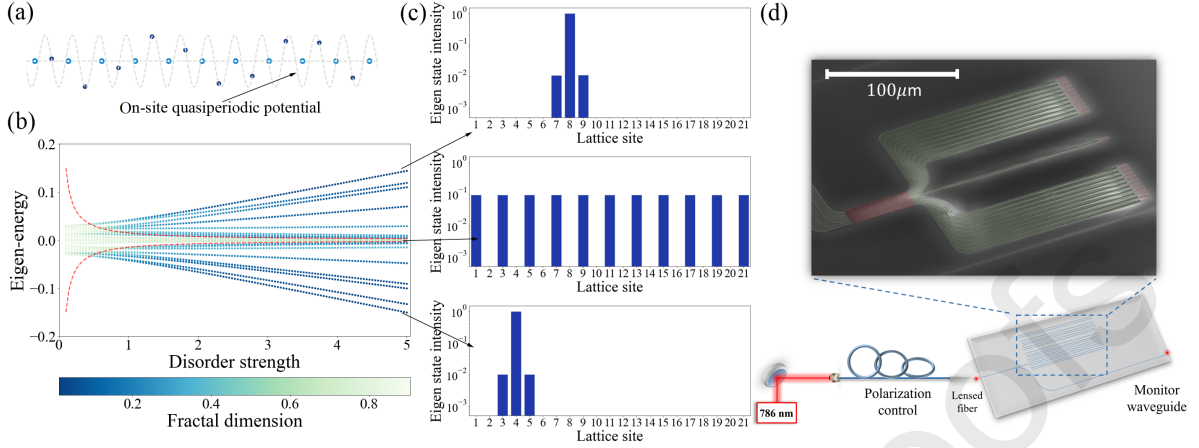 (a)
On-site quasiperiodic potential
(b)
Eigen-energy
0.2
0.1
0.0
−0.1
−0.2
0 1 2 3 4 5
Disorder strength
0.2 0.4 0.6 0.8
Fractal dimension
(c)
Eigen state intensity
10^0
10^-1
10^-2
10^-3
1 2 3 4 5 6 7 8 9 10 11 12 13 14 15 16 17 18 19 20 21
Lattice site
Eigen state intensity
10^0
10^-1
10^-2
10^-3
1 2 3 4 5 6 7 8 9 10 11 12 13 14 15 16 17 18 19 20 21
Lattice site
Eigen state intensity
10^0
10^-1
10^-2
10^-3
1 2 3 4 5 6 7 8 9 10 11 12 13 14 15 16 17 18 19 20 21
Lattice site
(d)
100μm
786 nm
Polarization
control
Lensed
fiber
Monitor
waveguide